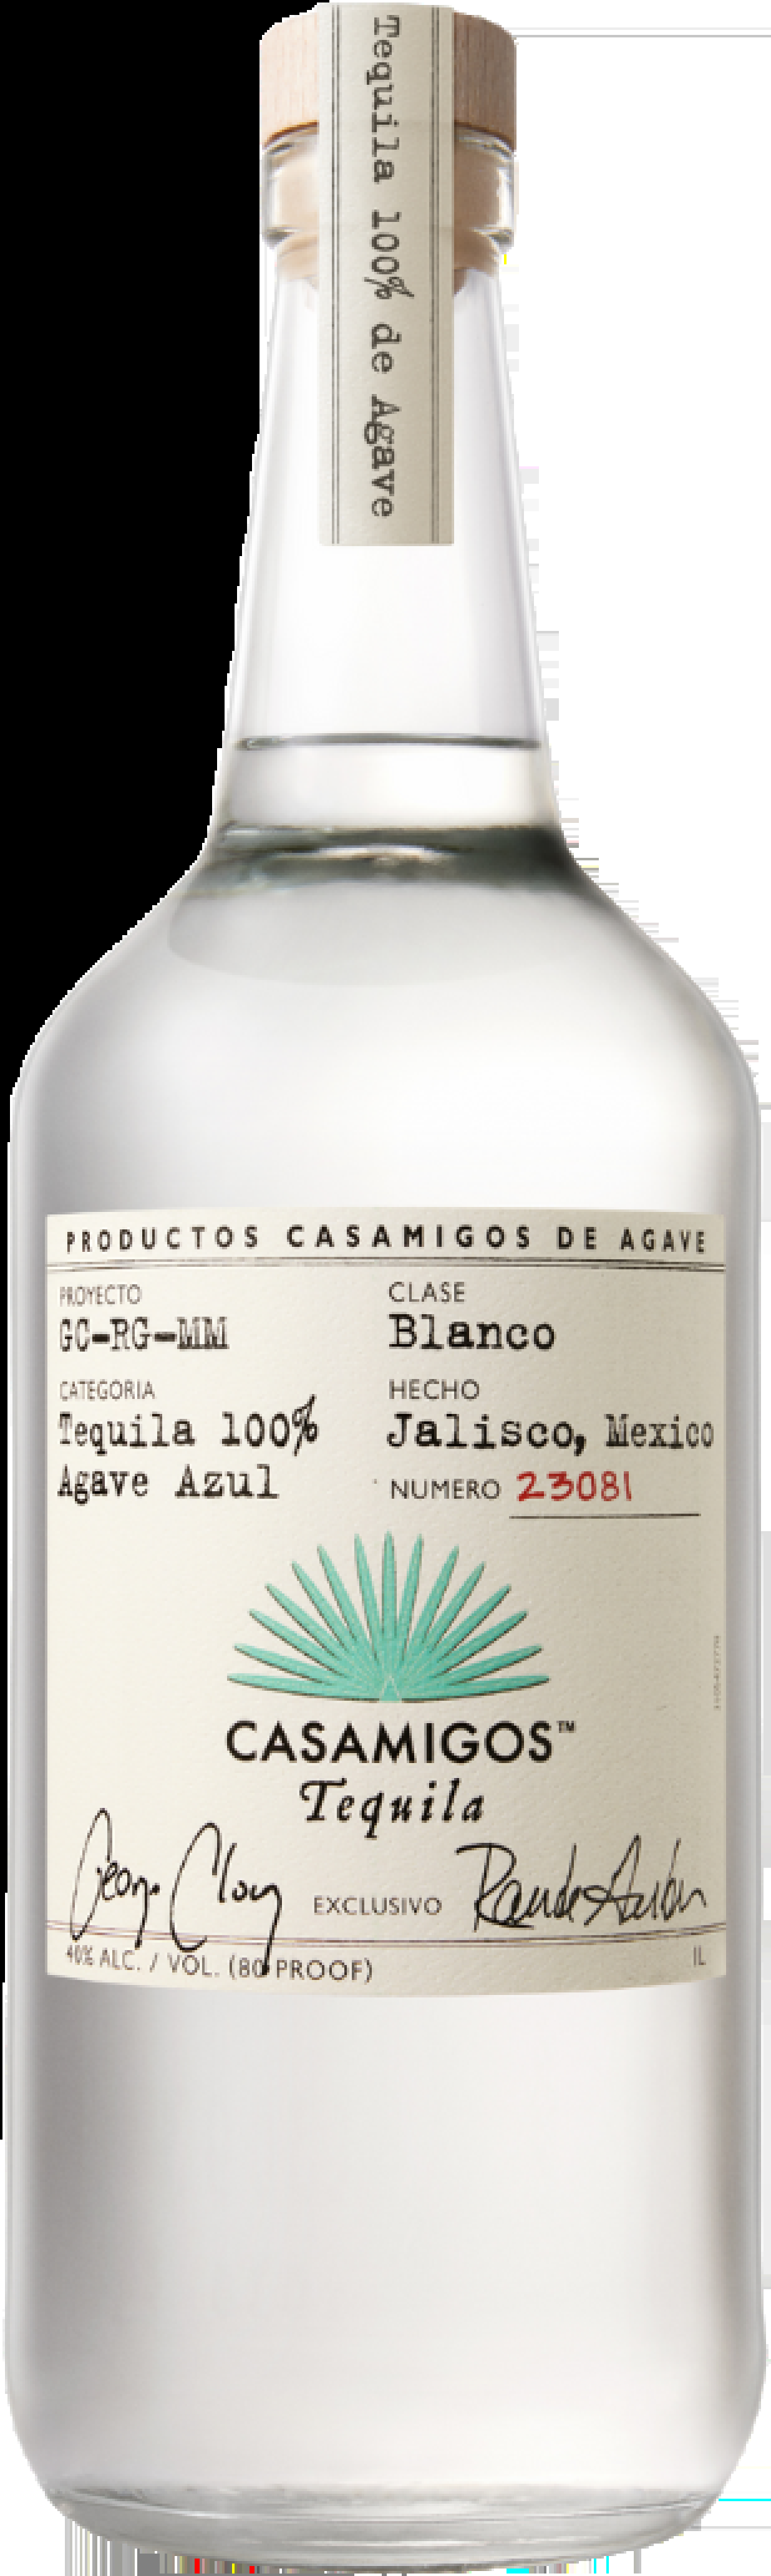 Tequila 100% de Agave
PRODUCTOS CASAMIGOS DE AGAVE
PROYECTO
GC-RG-MM
CLASE
Blanco
CATEGORIA
Tequila 100%
Agave Azul
HECHO
Jalisco, Mexico
NUMERO 23081
CASAMIGOS™
Tequila
EXCLUSIVO
40% ALC. / VOL. (80 PROOF)
1L